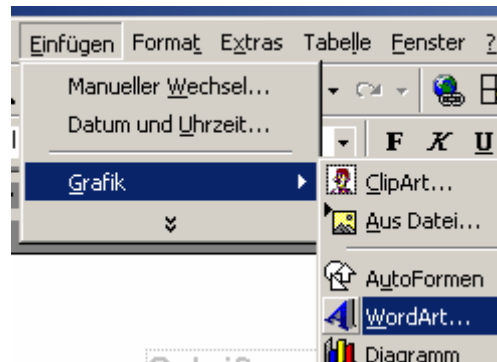 Einfügen Format Extras Tabelle Fenster ?
Manueller Wechsel...
Datum und Uhrzeit...
F K U
Grafik
ClipArt...
Aus Datei...
AutoFormen
WordArt...
Diagramm